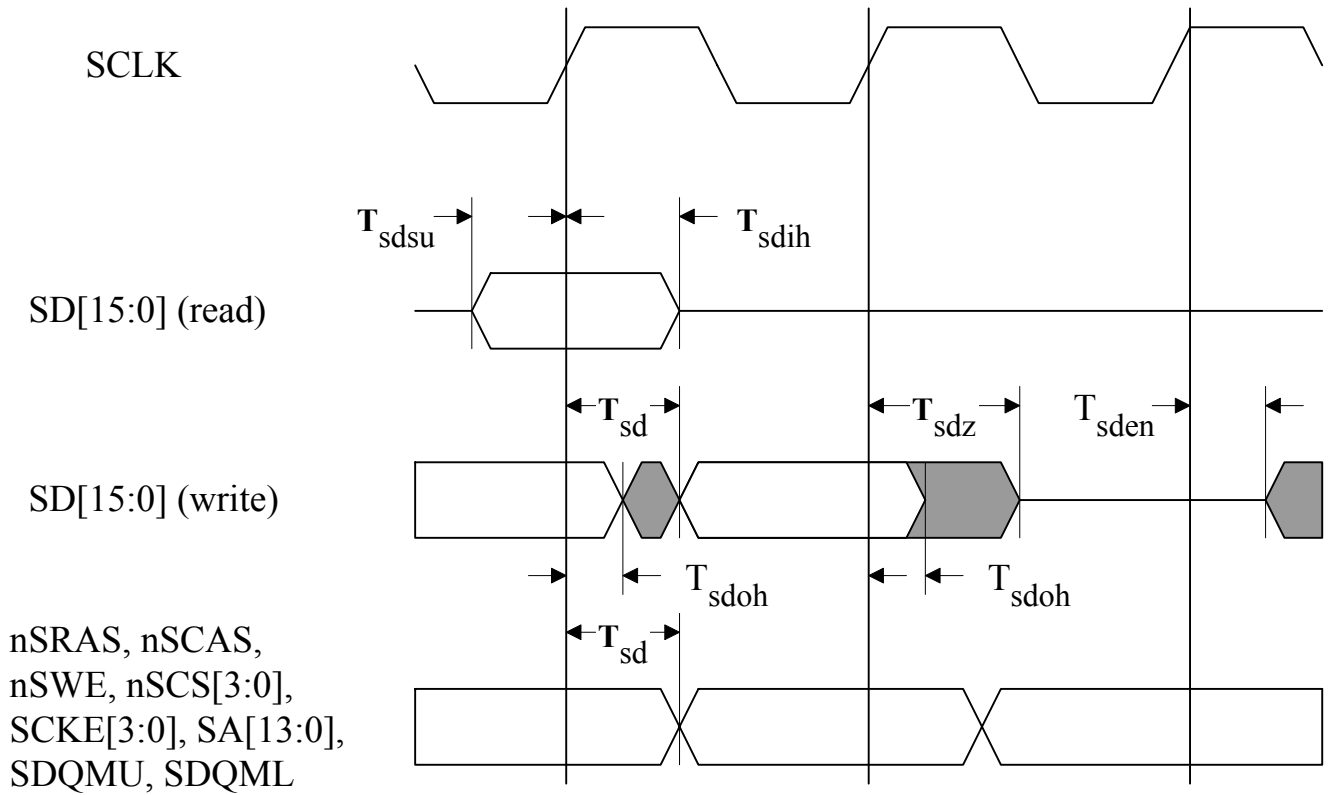 SCLK
Tsdsu
Tsdih
SD[15:0] (read)
Tsd
Tsdz
Tsden
SD[15:0] (write)
Tsdoh
Tsdoh
Tsd
nSRAS, nSCAS,
nSWE, nSCS[3:0],
SCKE[3:0], SA[13:0],
SDQMU, SDQML